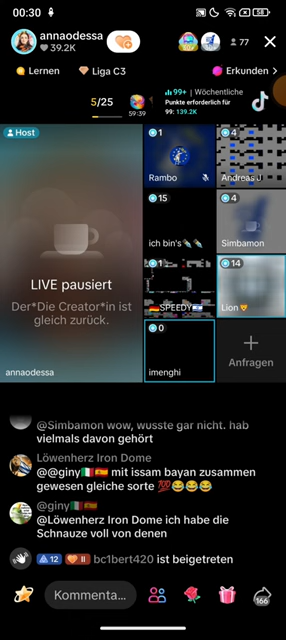 00:30
58
annaodessa
39.2K
77
Lernen
Liga C3
Erkunden >
5/25
59:39
99+ | Wöchentliche
Punkte erforderlich für
99: 139.2K
Host
LIVE pausiert
Der*Die Creator*in ist
gleich zurück.
annaodessa
1
Rambo
4
Andreas J
15
ich bin's
4
Simbamon
1
SPEEDY
14
Lion
0
imenghi
+
Anfragen
@Simbamon wow, wusste gar nicht. hab
vielmals davon gehört
Löwenherz Iron Dome
@@giny🇮🇹🇪🇸 mit issam bayan zusammen
gewesen gleiche sorte 💯😂😂😂
@giny🇮🇹🇪🇸
@Löwenherz Iron Dome ich habe die
Schnauze voll von denen
12 II bc1bert420 ist beigetreten
Kommenta...
166